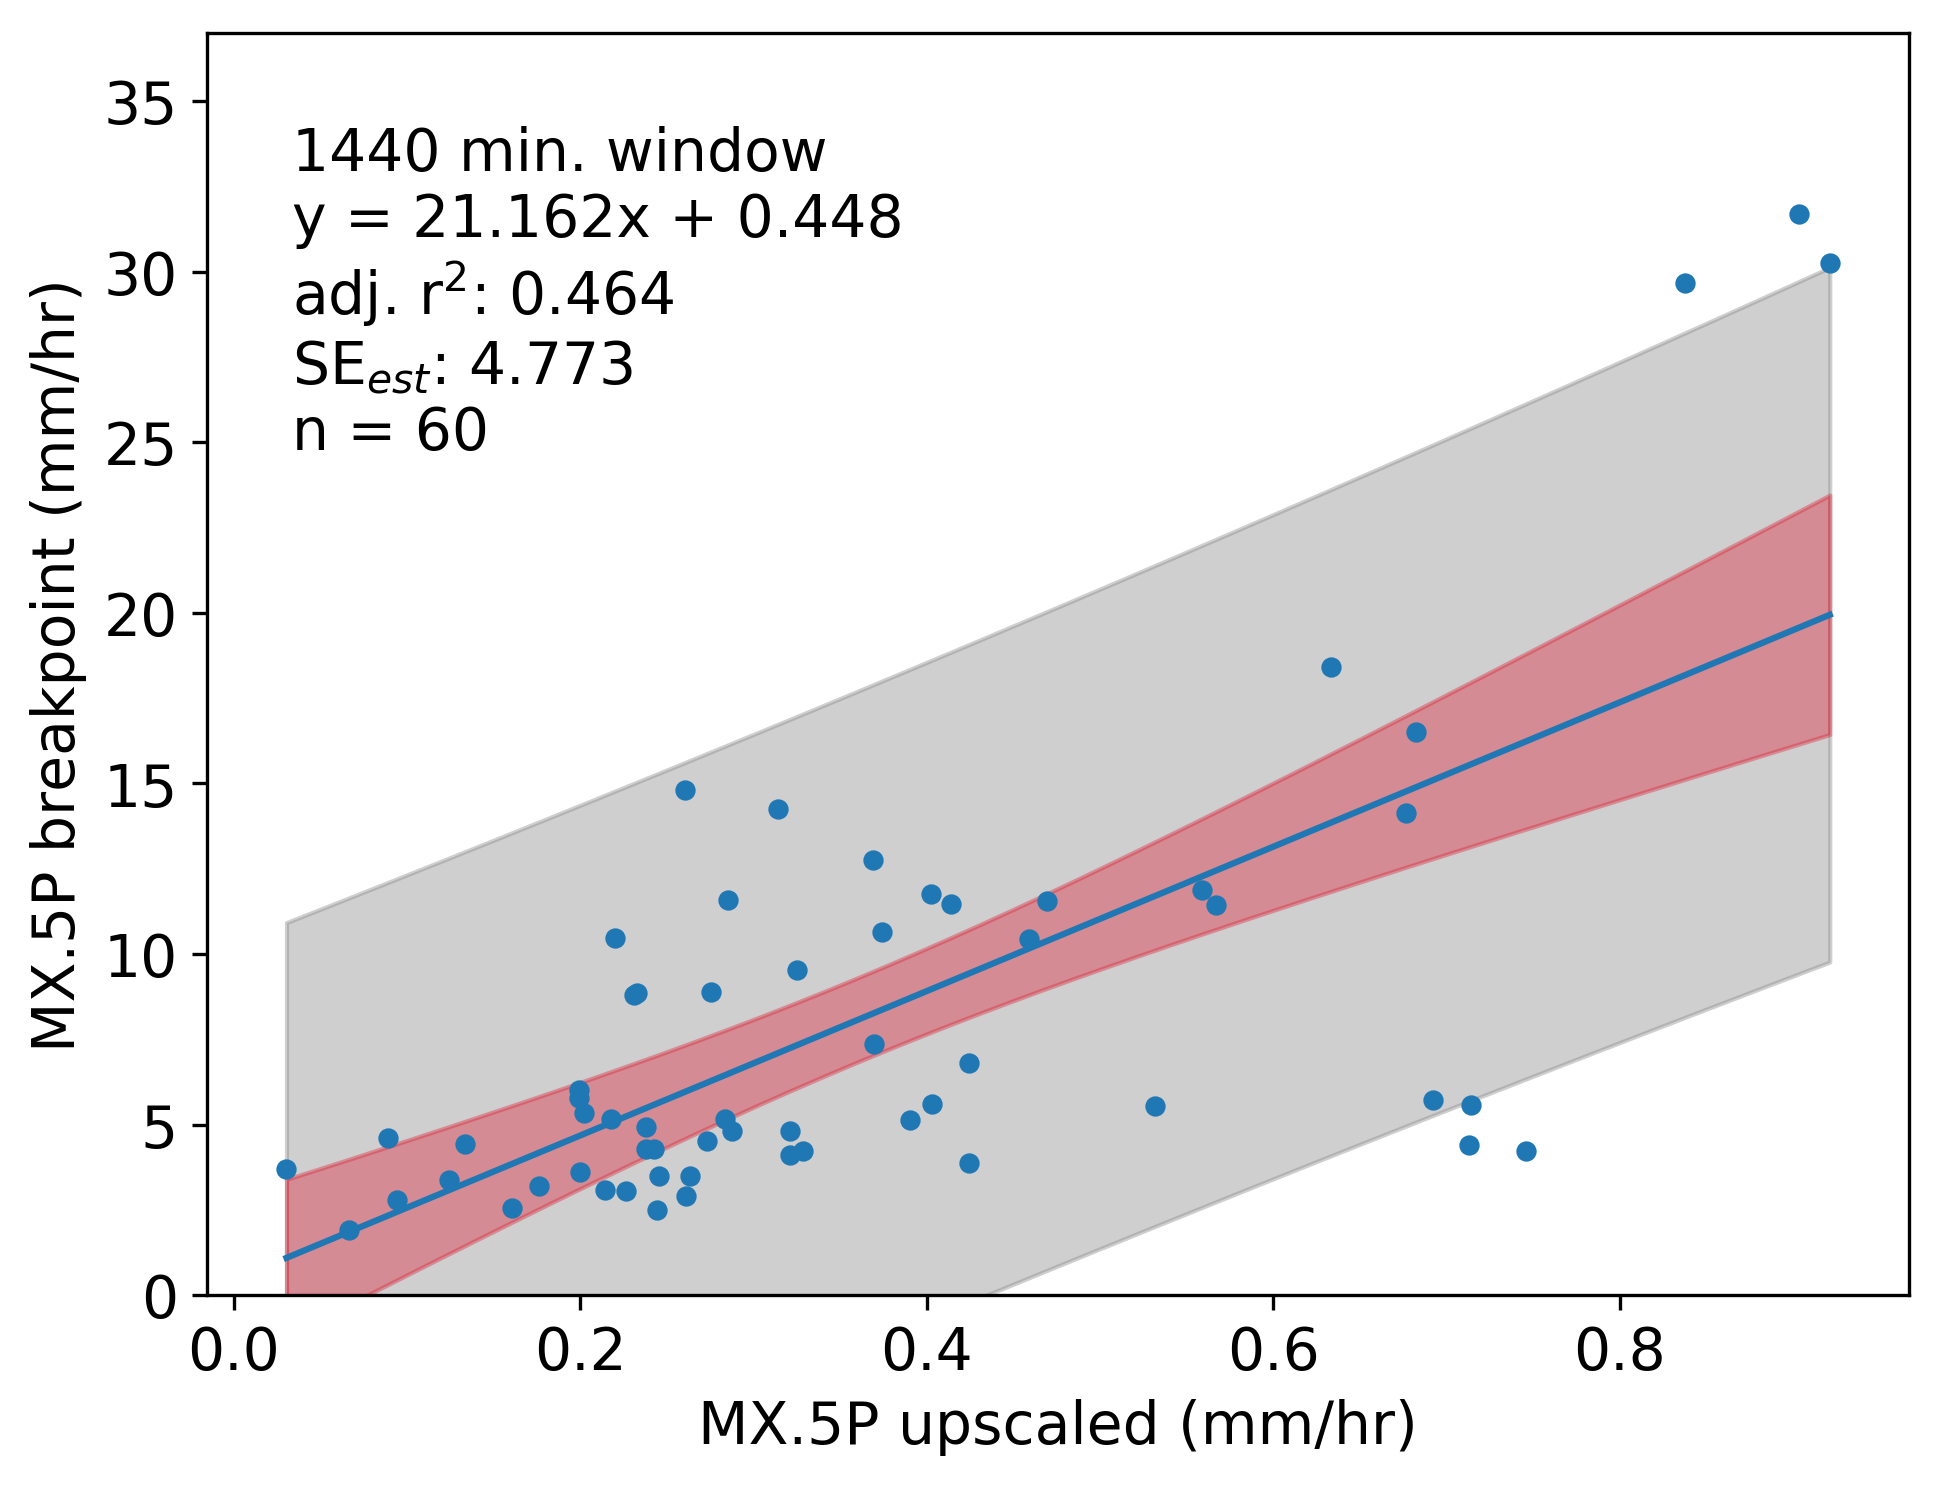 1440 min. window
y = 21.162x + 0.448
adj. r²: 0.464
SEest: 4.773
n = 60
35
30
25
20
15
10
5
0
MX.5P breakpoint (mm/hr)
0.0 0.2 0.4 0.6 0.8
MX.5P upscaled (mm/hr)